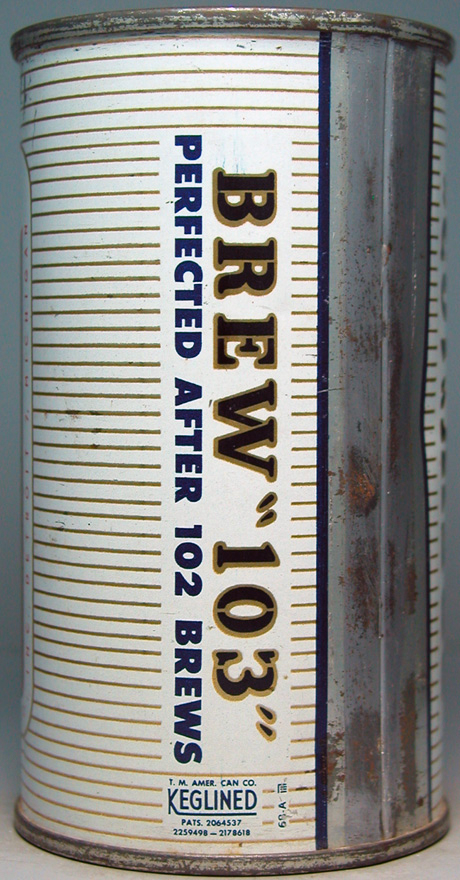 BREW "103"
PERFECTED AFTER 102 BREWS
T. M. AMER. CAN CO.
KEGLINED
PATS. 2064537
2259498 — 2178618